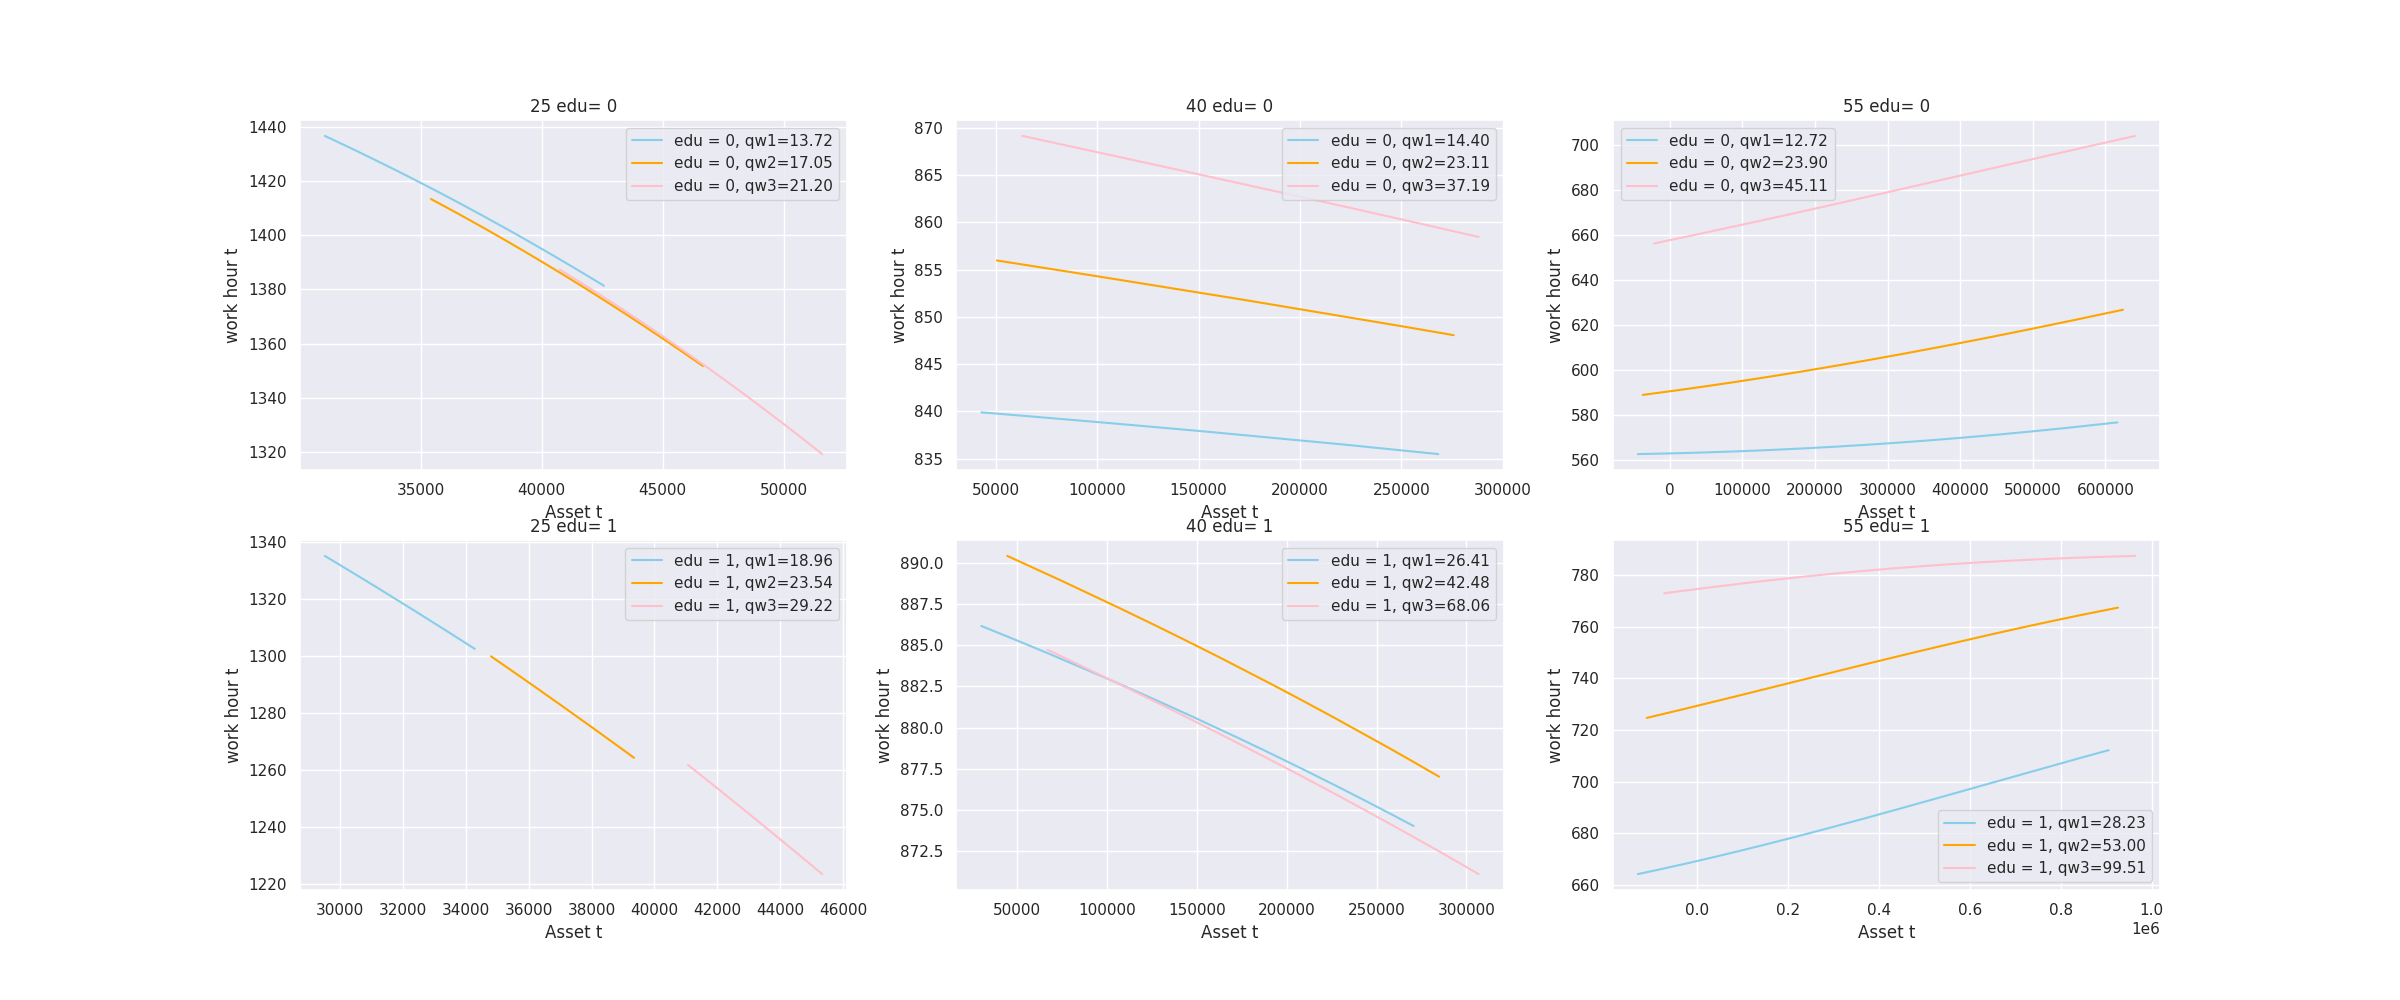 25 edu= 0
work hour t
1440
1420
1400
1380
1360
1340
1320
edu = 0, qw1=13.72
edu = 0, qw2=17.05
edu = 0, qw3=21.20
35000 40000 45000 50000
Asset t
40 edu= 0
work hour t
870
865
860
855
850
845
840
835
edu = 0, qw1=14.40
edu = 0, qw2=23.11
edu = 0, qw3=37.19
50000 100000 150000 200000 250000 300000
Asset t
55 edu= 0
work hour t
700
680
660
640
620
600
580
560
edu = 0, qw1=12.72
edu = 0, qw2=23.90
edu = 0, qw3=45.11
0 100000 200000 300000 400000 500000 600000
Asset t
25 edu= 1
work hour t
1340
1320
1300
1280
1260
1240
1220
edu = 1, qw1=18.96
edu = 1, qw2=23.54
edu = 1, qw3=29.22
30000 32000 34000 36000 38000 40000 42000 44000 46000
Asset t
40 edu= 1
work hour t
890.0
887.5
885.0
882.5
880.0
877.5
875.0
872.5
edu = 1, qw1=26.41
edu = 1, qw2=42.48
edu = 1, qw3=68.06
50000 100000 150000 200000 250000 300000
Asset t
55 edu= 1
work hour t
780
760
740
720
700
680
660
edu = 1, qw1=28.23
edu = 1, qw2=53.00
edu = 1, qw3=99.51
0.0 0.2 0.4 0.6 0.8 1.0
1e6
Asset t